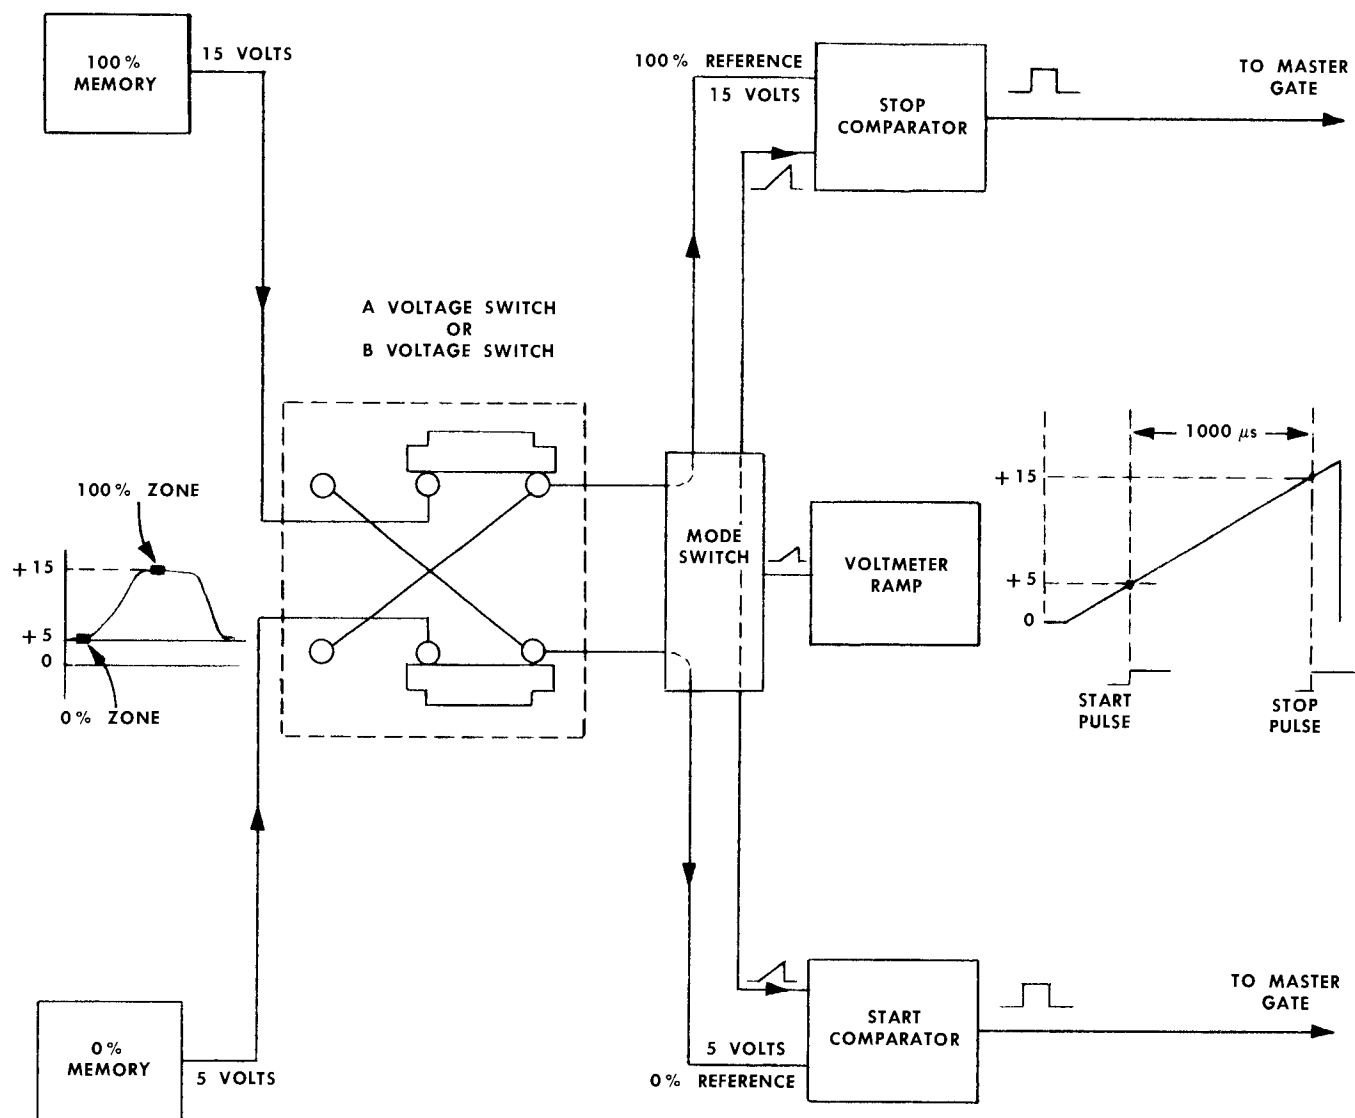 100% MEMORY
15 VOLTS
100% REFERENCE
15 VOLTS
STOP
COMPARATOR
TO MASTER
GATE
A VOLTAGE SWITCH
OR
B VOLTAGE SWITCH
100% ZONE
+15
+5
0
0% ZONE
MODE
SWITCH
VOLTMETER
RAMP
1000 µs
+15
+5
0
START
PULSE
STOP
PULSE
0%
MEMORY
5 VOLTS
5 VOLTS
0% REFERENCE
START
COMPARATOR
TO MASTER
GATE